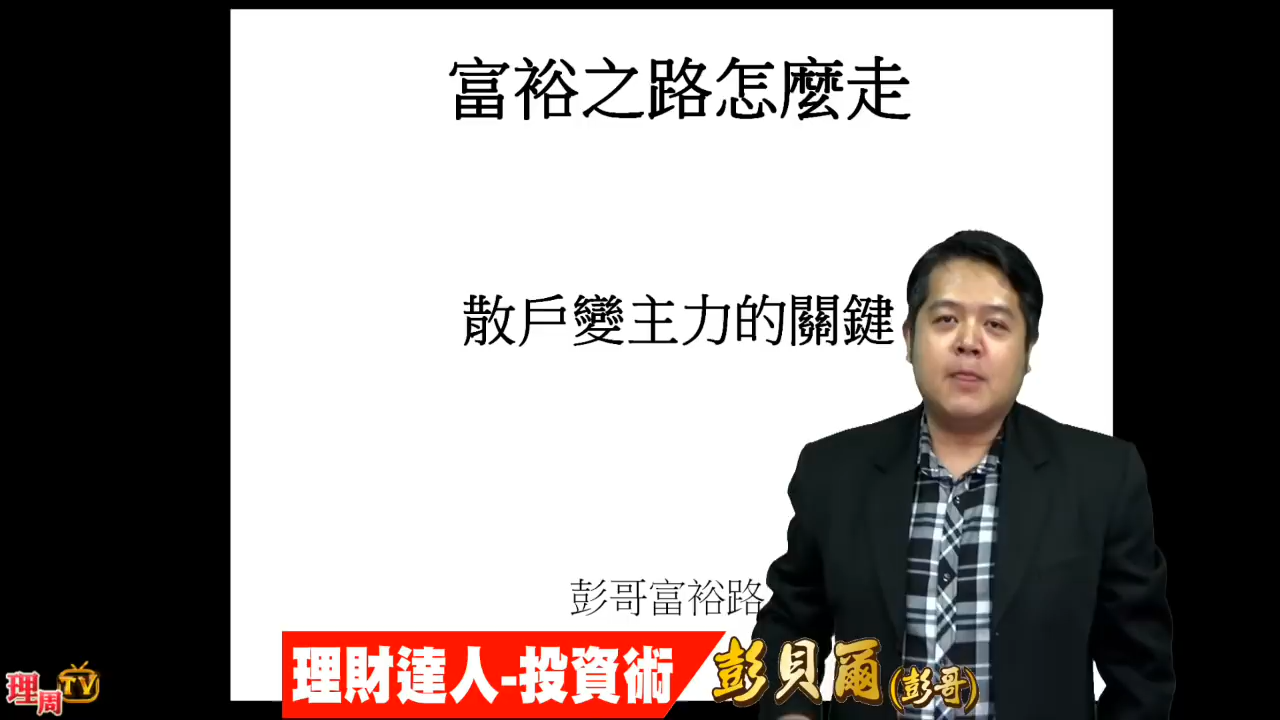 富裕之路怎麼走
散戶變主力的關鍵
彭哥富裕路
理財達人-投資術
彭貝爾(彭哥)
理周TV